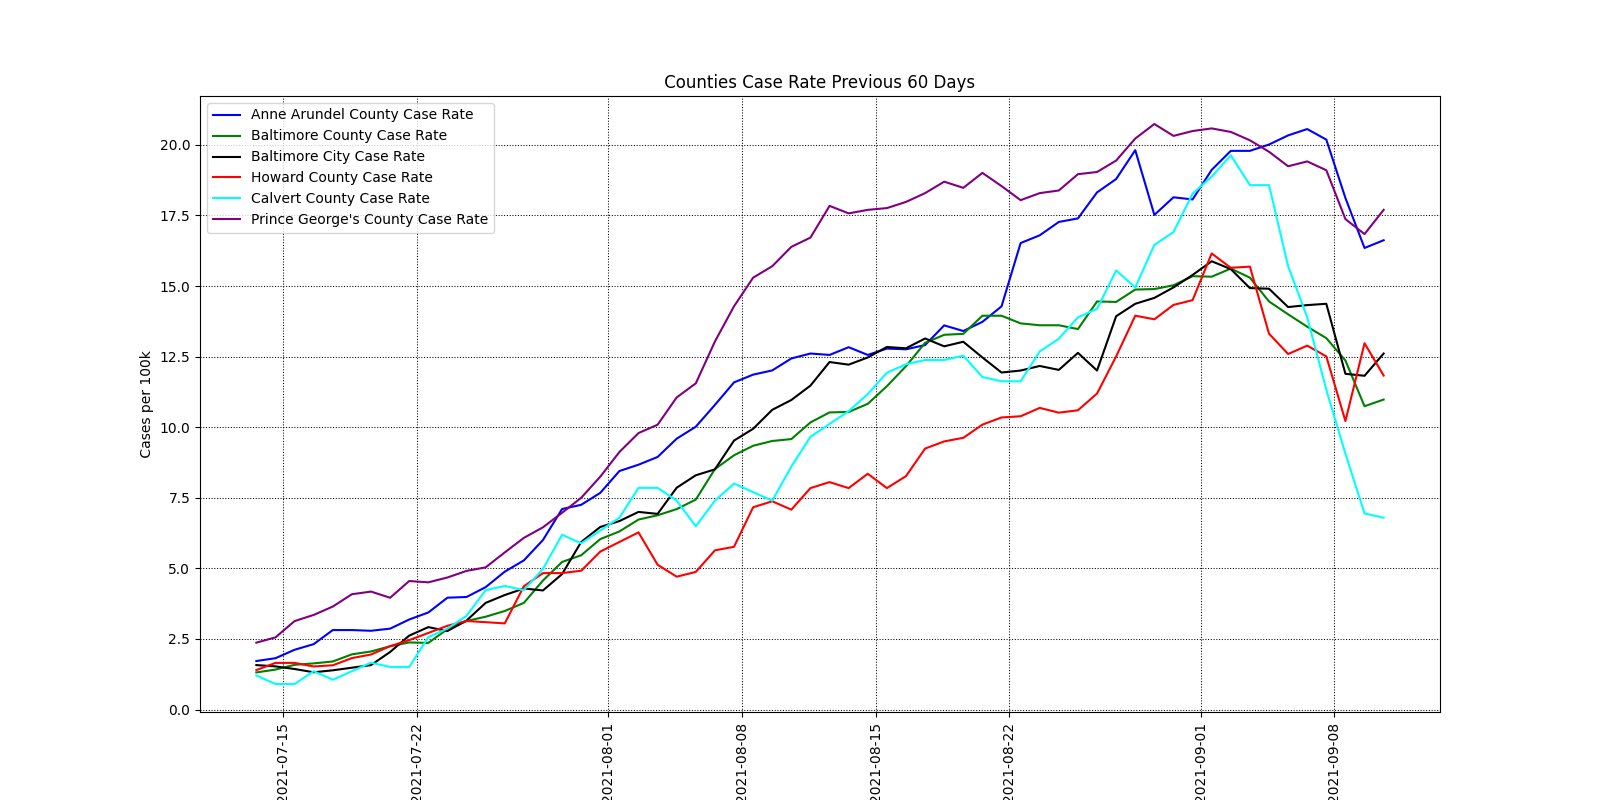 Counties Case Rate Previous 60 Days
Anne Arundel County Case Rate
Baltimore County Case Rate
Baltimore City Case Rate
Howard County Case Rate
Calvert County Case Rate
Prince George's County Case Rate
Cases per 100k
20.0
17.5
15.0
12.5
10.0
7.5
5.0
2.5
0.0
2021-07-15
2021-07-22
2021-08-01
2021-08-08
2021-08-15
2021-08-22
2021-09-01
2021-09-08